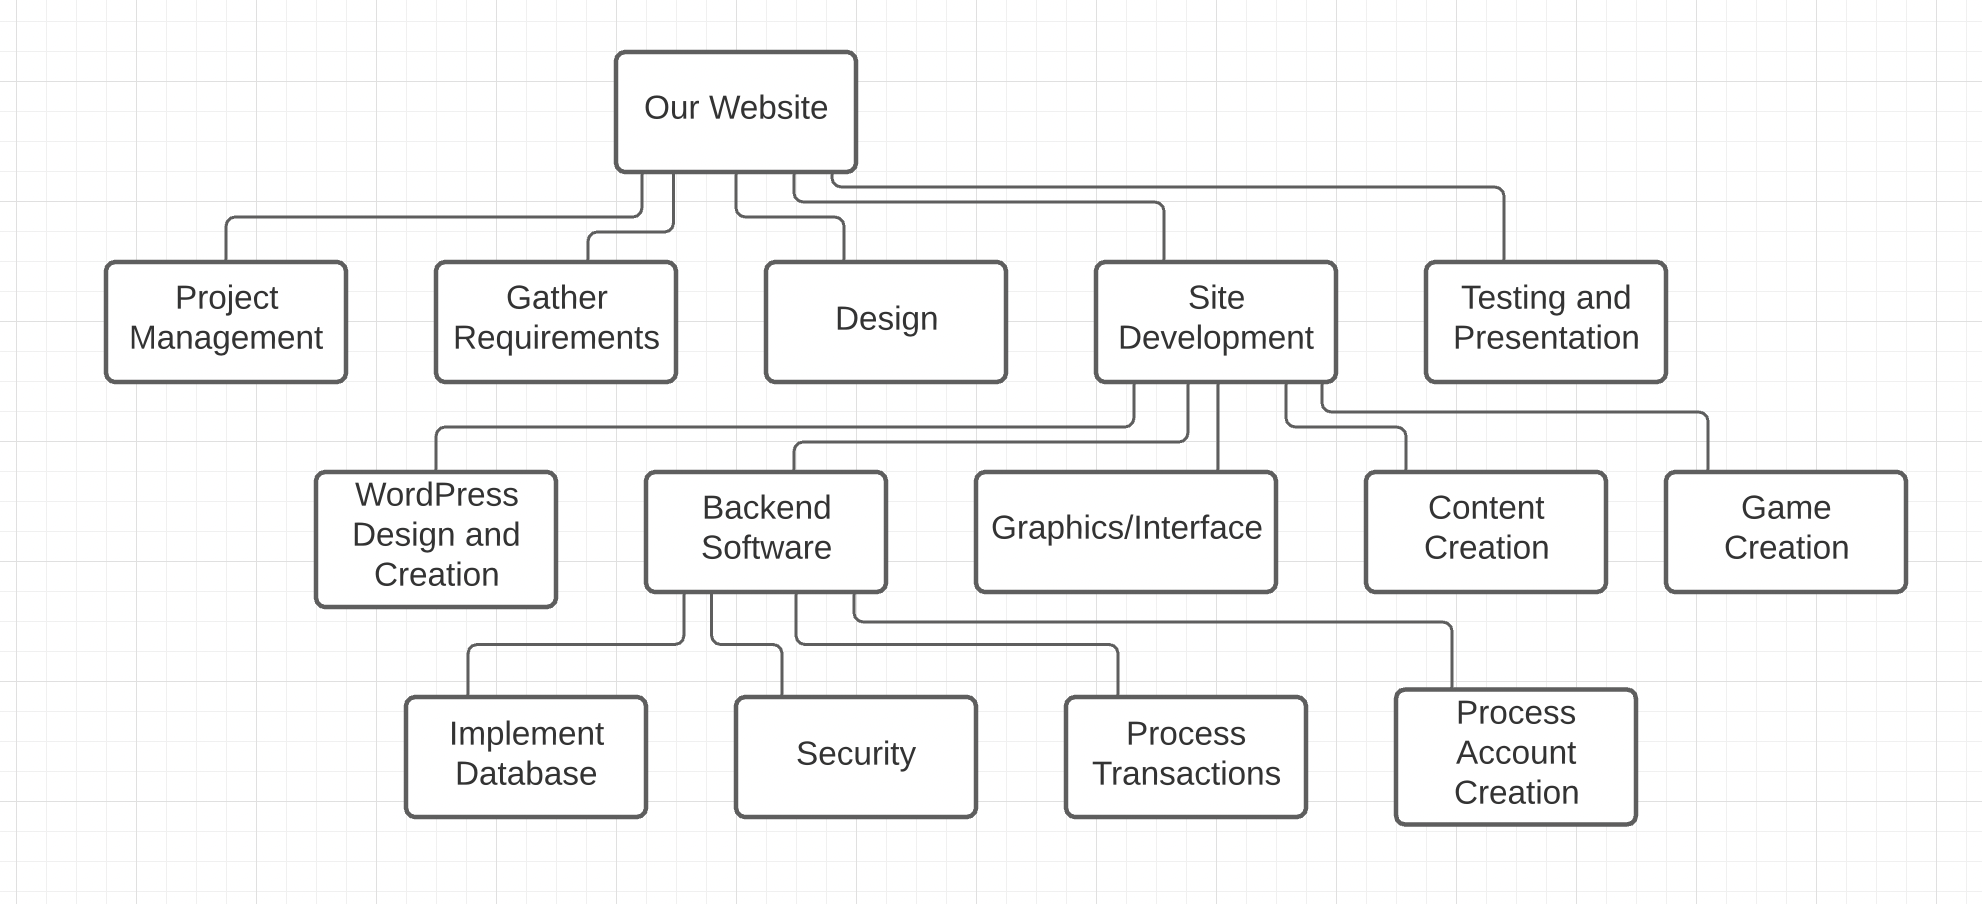 Our Website
Project
Management
Gather
Requirements
Design
Site
Development
Testing and
Presentation
WordPress
Design and
Creation
Backend
Software
Graphics/Interface
Content
Creation
Game
Creation
Implement
Database
Security
Process
Transactions
Process
Account
Creation